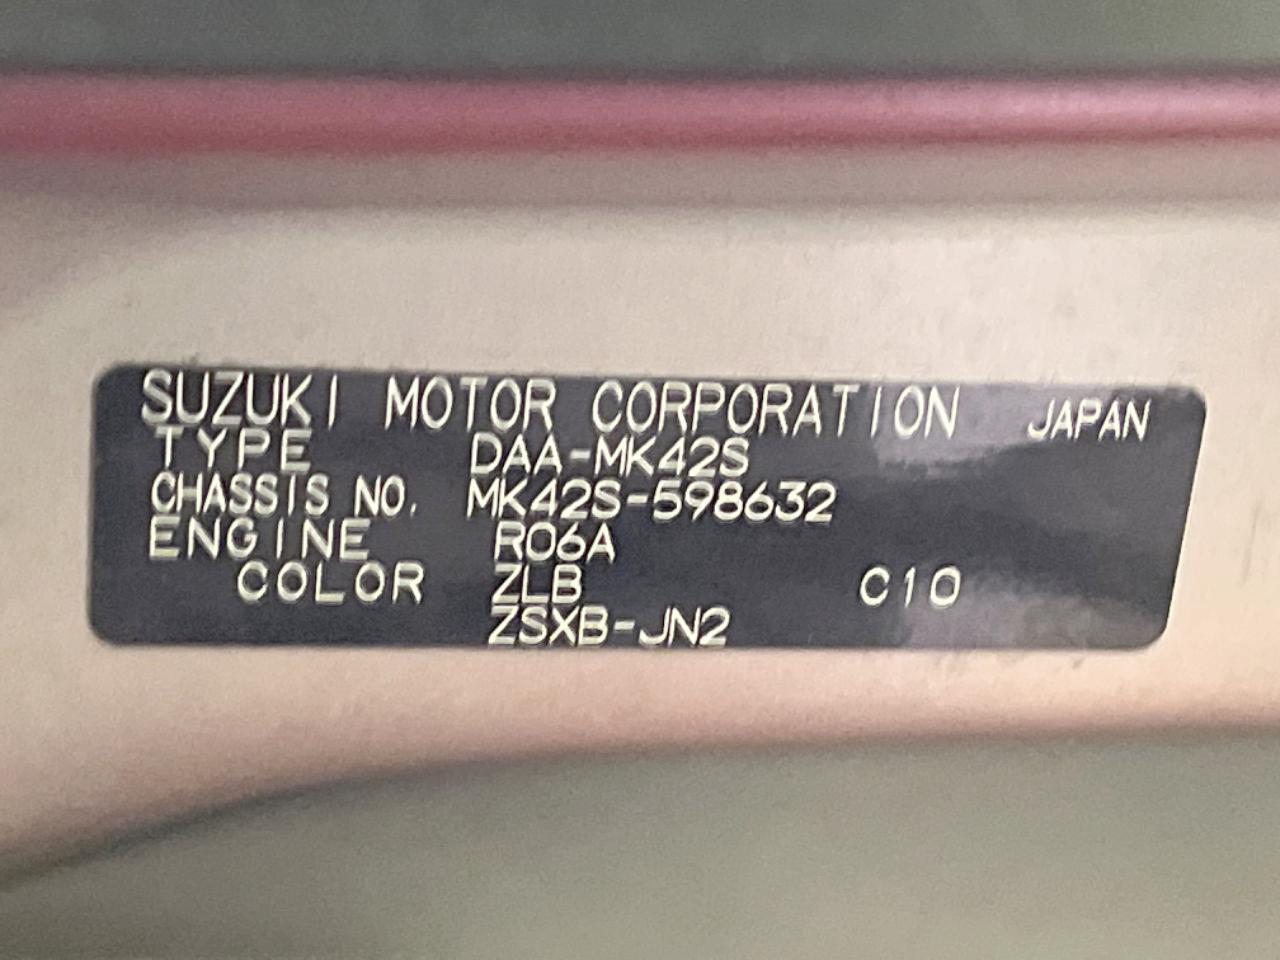 SUZUKI MOTOR CORPORATION JAPAN
TYPE DAA-MK42S
CHASSIS NO. MK42S-598632
ENGINE R06A
COLOR ZLB C10
ZSXB-JN2